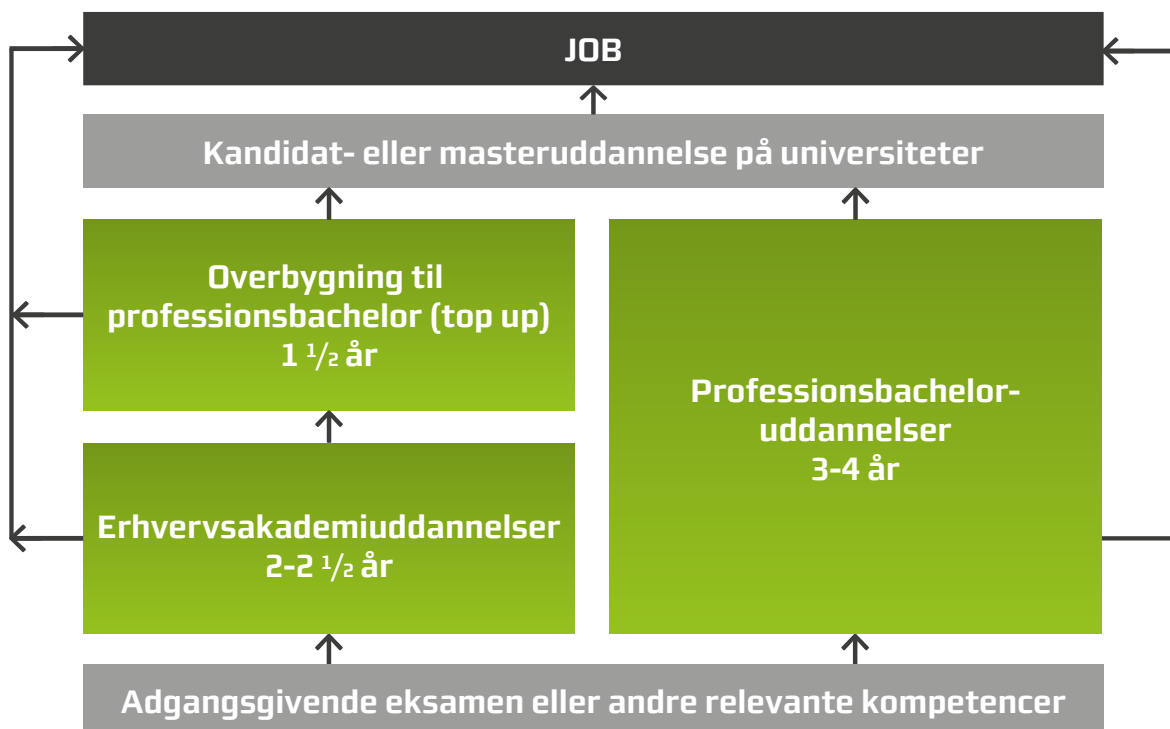 JOB
Kandidat- eller masteruddannelse på universiteter
Overbygning til
professionsbachelor (top up)
1 1/2 år
Professionsbachelor-
uddannelser
3-4 år
Erhvervsakademiuddannelser
2-2 1/2 år
Adgangsgivende eksamen eller andre relevante kompetencer